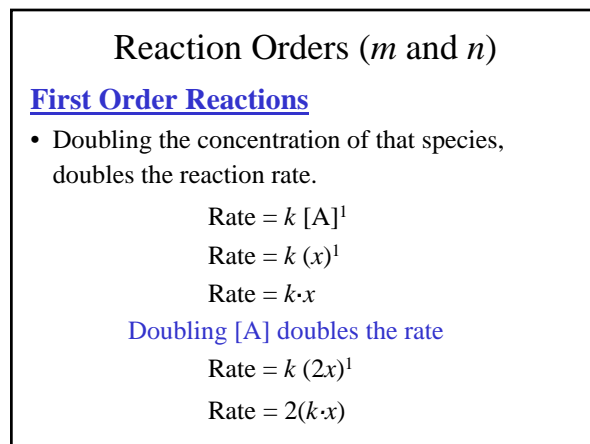 Reaction Orders (m and n)
First Order Reactions
• Doubling the concentration of that species,
doubles the reaction rate.
Rate = k [A]¹
Rate = k (x)¹
Rate = k·x
Doubling [A] doubles the rate
Rate = k (2x)¹
Rate = 2(k·x)